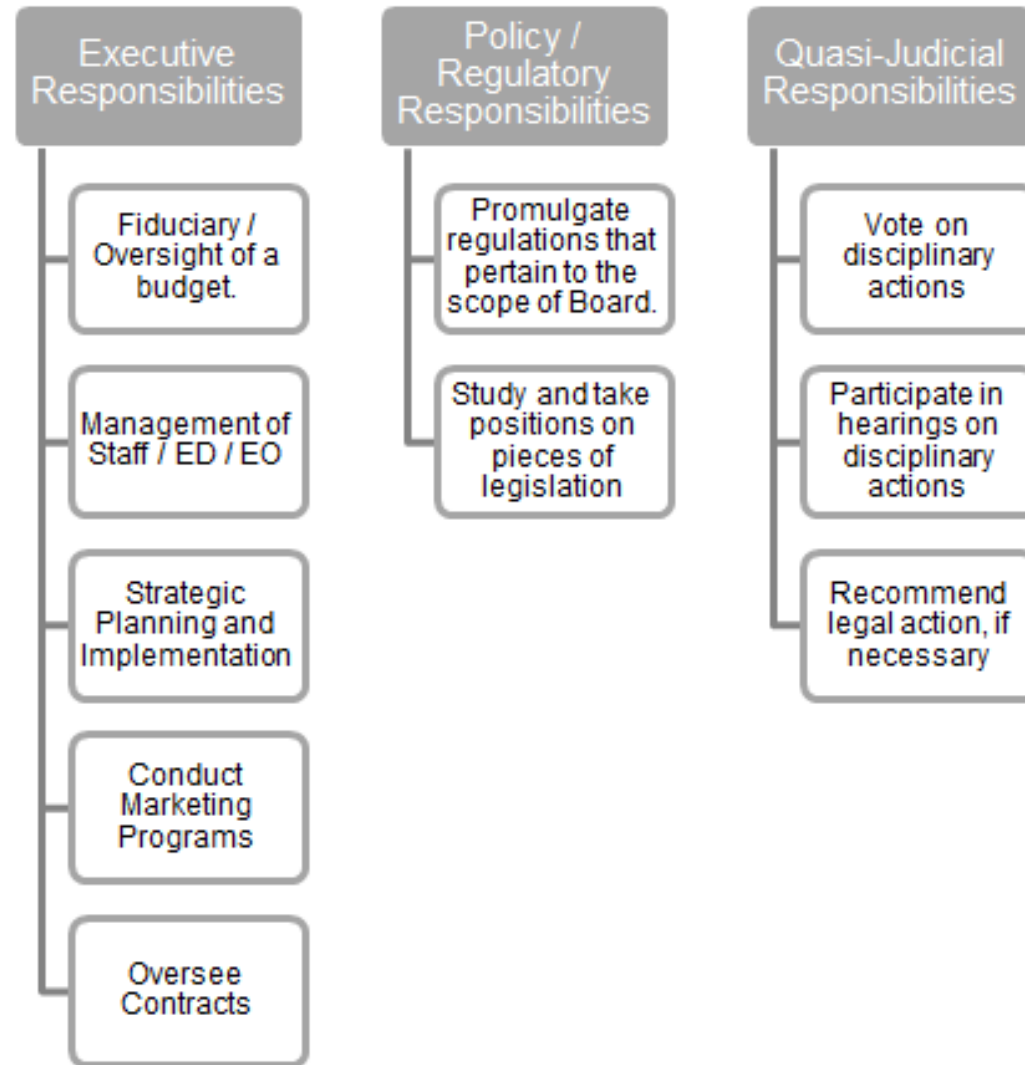 Executive
Responsibilities
Fiduciary /
Oversight of a
budget.
Management of
Staff / ED / EO
Strategic
Planning and
Implementation
Conduct
Marketing
Programs
Oversee
Contracts
Policy /
Regulatory
Responsibilities
Promulgate
regulations that
pertain to the
scope of Board.
Study and take
positions on
pieces of
legislation
Quasi-Judicial
Responsibilities
Vote on
disciplinary
actions
Participate in
hearings on
disciplinary
actions
Recommend
legal action, if
necessary